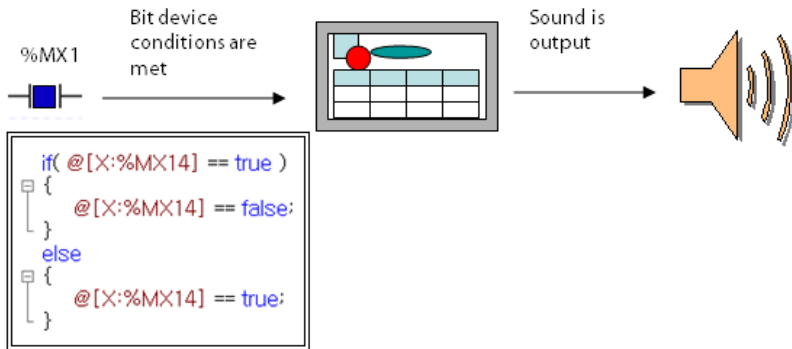 %MX1
Bit device
conditions are
met
Sound is
output
if( @[X:%MX14] == true )
{
@[X:%MX14] == false;
}
else
{
@[X:%MX14] == true;
}